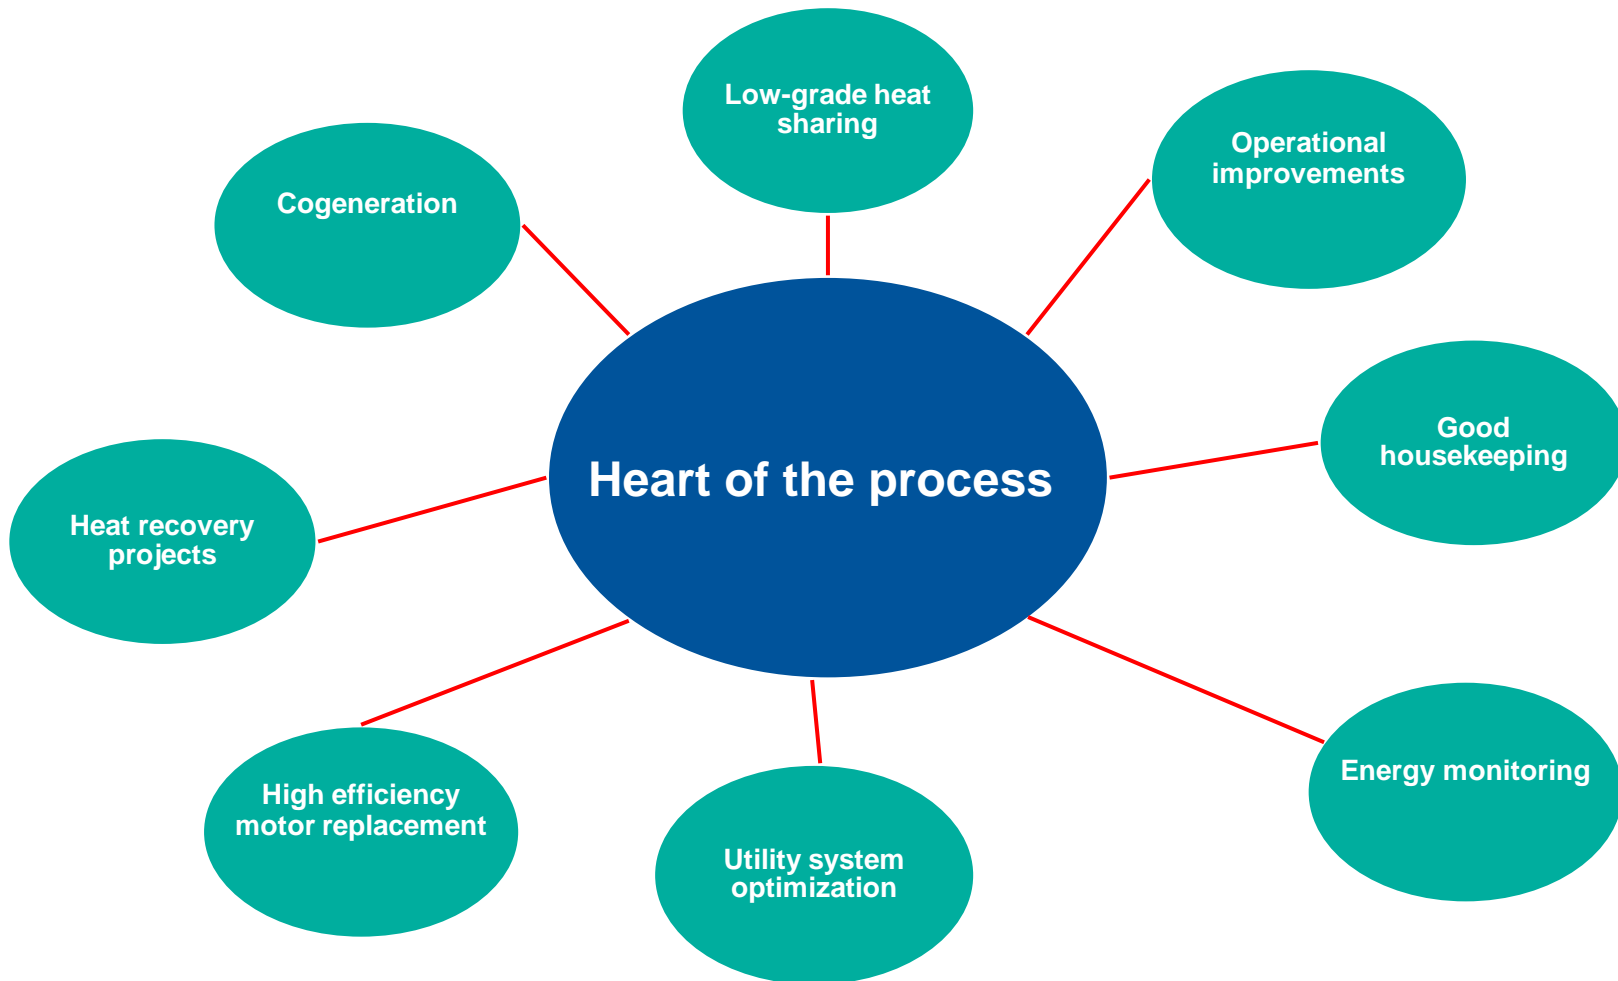 Low-grade heat
sharing
Operational
improvements
Cogeneration
Good
housekeeping
Heart of the process
Heat recovery
projects
Energy monitoring
High efficiency
motor replacement
Utility system
optimization